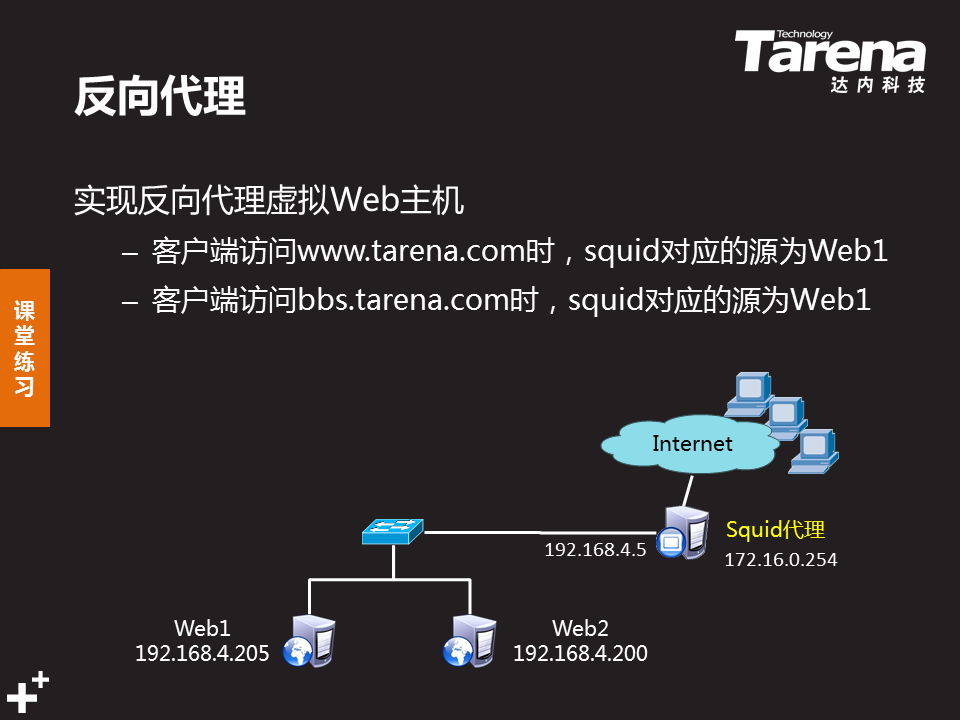 Technology
Tarena
达内科技
反向代理
实现反向代理虚拟Web主机
– 客户端访问www.tarena.com时，squid对应的源为Web1
– 客户端访问bbs.tarena.com时，squid对应的源为Web1
课堂练习
Internet
Squid代理
192.168.4.5
172.16.0.254
Web1
192.168.4.205
Web2
192.168.4.200